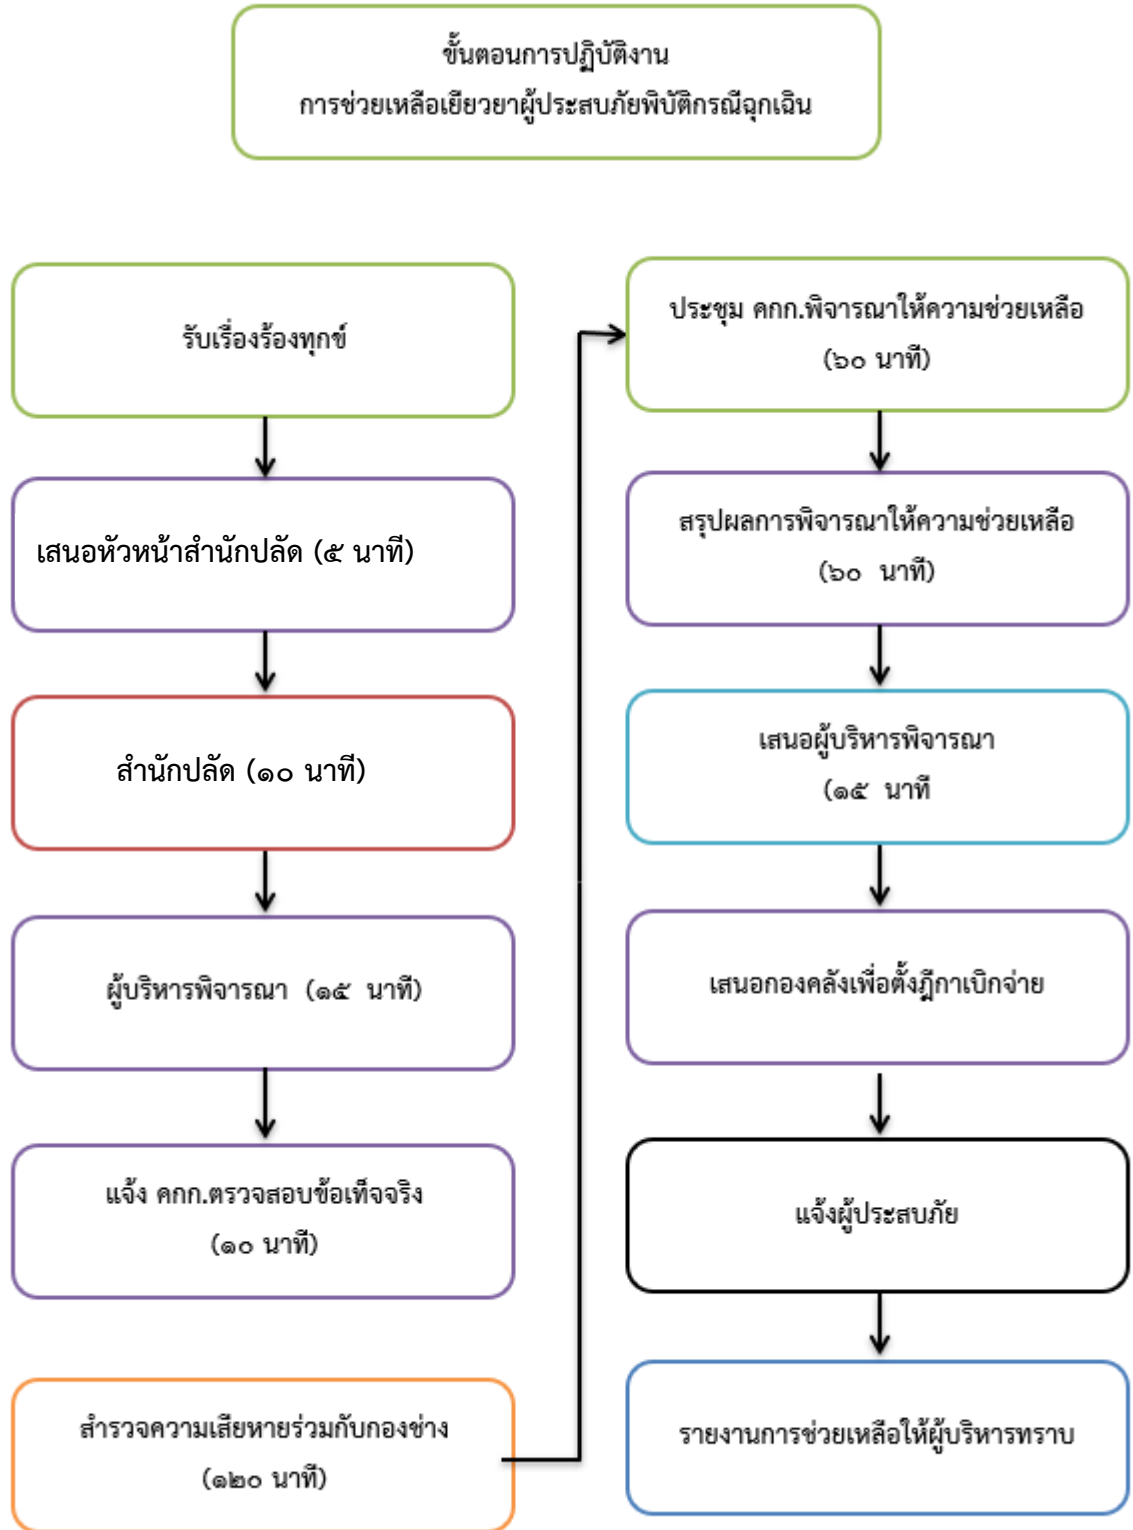 ขั้นตอนการปฏิบัติงาน
การช่วยเหลือเยียวยาผู้ประสบภัยพิบัติกรณีฉุกเฉิน
รับเรื่องร้องทุกข์
เสนอหัวหน้าสำนักปลัด (๕ นาที)
สำนักปลัด (๑๐ นาที)
ผู้บริหารพิจารณา (๑๕ นาที)
แจ้ง คกก.ตรวจสอบข้อเท็จจริง
(๑๐ นาที)
สำรวจความเสียหายร่วมกับกองช่าง
(๑๒๐ นาที)
ประชุม คกก.พิจารณาให้ความช่วยเหลือ
(๖๐ นาที)
สรุปผลการพิจารณาให้ความช่วยเหลือ
(๖๐ นาที)
เสนอผู้บริหารพิจารณา
(๑๕ นาที
เสนอกองคลังเพื่อตั้งฎีกาเบิกจ่าย
แจ้งผู้ประสบภัย
รายงานการช่วยเหลือให้ผู้บริหารทราบ